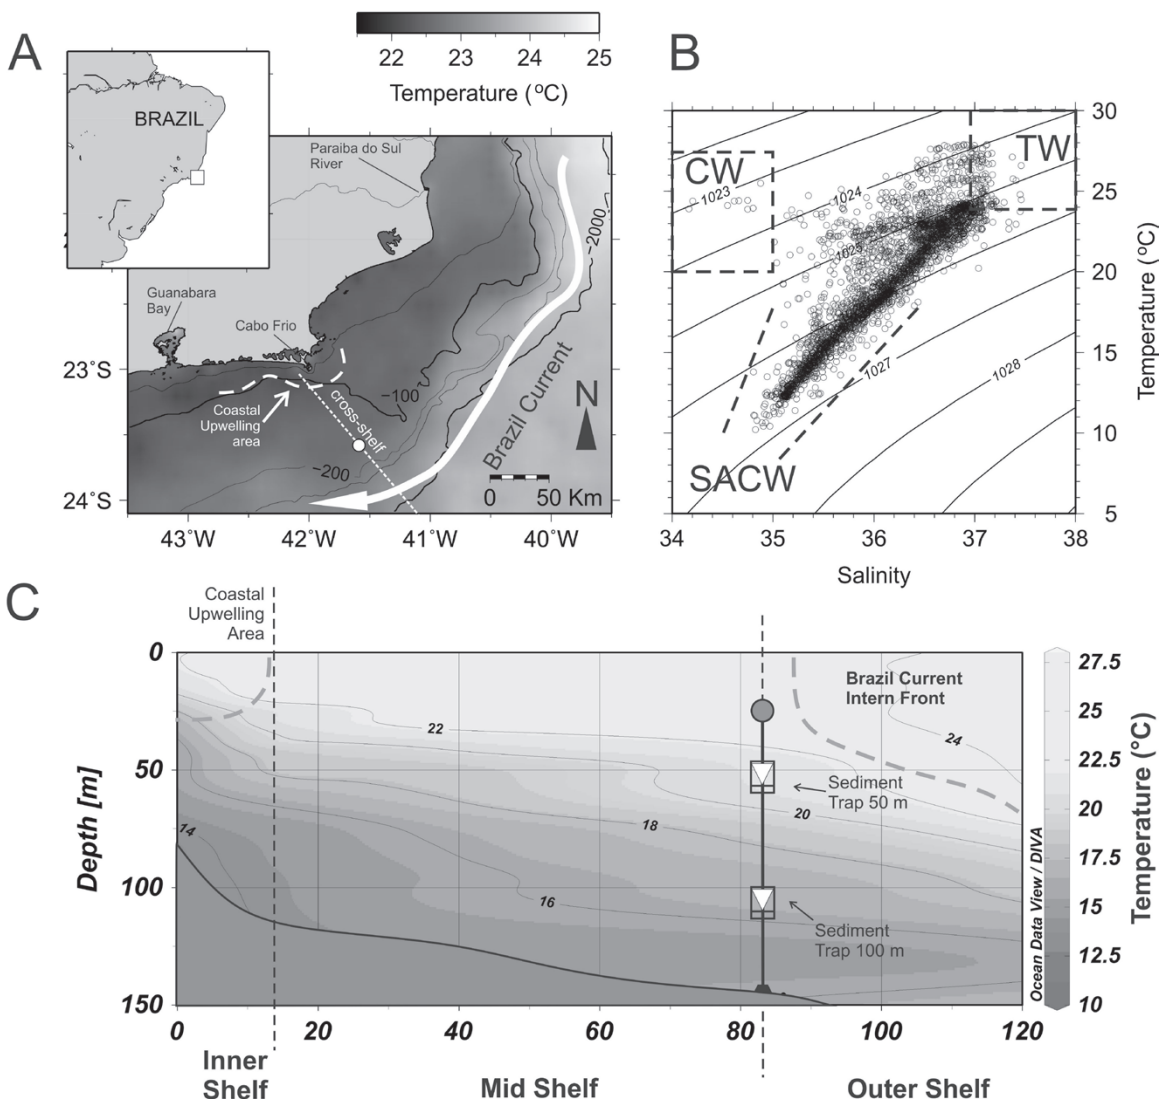 A
22 23 24 25
Temperature (°C)
BRAZIL
Paraiba do Sul
River
−2000
Guanabara
Bay
Cabo Frio
23°S
Coastal
Upwelling
area
cross-shelf
−100
−200
Brazil Current
N
0 50 Km
24°S
43°W 42°W 41°W 40°W
B
30
25
20
15
10
5
Temperature (°C)
CW
TW
1023
1024
1025
1027
1028
SACW
34 35 36 37 38
Salinity
C
Coastal
Upwelling
Area
0
50
100
150
Depth [m]
22
24
20
18
16
14
Brazil Current
Intern Front
Sediment
Trap 50 m
Sediment
Trap 100 m
Ocean Data View / DIVA
27.5
25
22.5
20
17.5
15
12.5
10
Temperature (°C)
0 20 40 60 80 100 120
Inner
Shelf
Mid Shelf
Outer Shelf